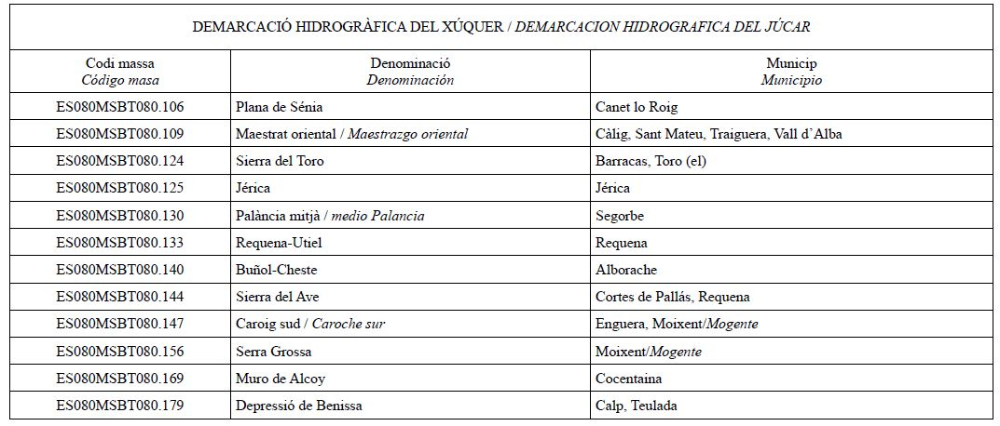 DEMARCACIÓ HIDROGRÀFICA DEL XÚQUER / DEMARCACION HIDROGRAFICA DEL JÚCAR
Codi massa
Código masa
Denominació
Denominación
Municip
Municipio
ES080MSBT080.106 Plana de Sénia Canet lo Roig
ES080MSBT080.109 Maestrat oriental / Maestrazgo oriental Càlig, Sant Mateu, Traiguera, Vall d’Alba
ES080MSBT080.124 Sierra del Toro Barracas, Toro (el)
ES080MSBT080.125 Jérica Jérica
ES080MSBT080.130 Palància mitjà / medio Palancia Segorbe
ES080MSBT080.133 Requena-Utiel Requena
ES080MSBT080.140 Buñol-Cheste Alborache
ES080MSBT080.144 Sierra del Ave Cortes de Pallás, Requena
ES080MSBT080.147 Caroig sud / Caroche sur Enguera, Moixent/Mogente
ES080MSBT080.156 Serra Grossa Moixent/Mogente
ES080MSBT080.169 Muro de Alcoy Cocentaina
ES080MSBT080.179 Depressió de Benissa Calp, Teulada